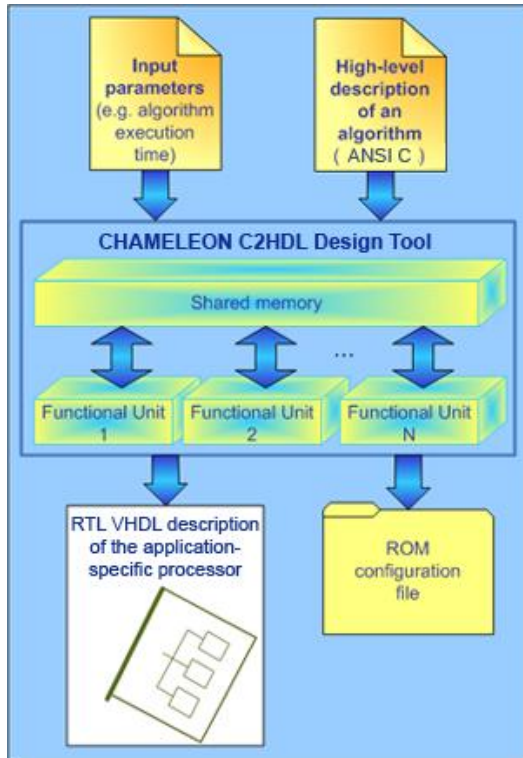 Input
parameters
(e.g. algorithm
execution
time)
High-level
description
of an
algorithm
( ANSI C )
CHAMELEON C2HDL Design Tool
Shared memory
...
Functional Unit
1
Functional Unit
2
Functional Unit
N
RTL VHDL description
of the application-
specific processor
ROM
configuration
file